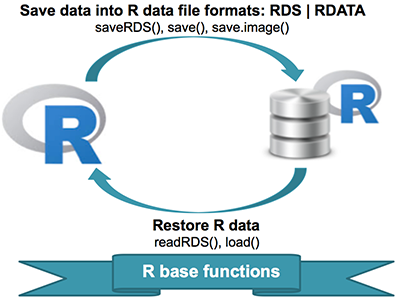 Save data into R data file formats: RDS | RDATA
saveRDS(), save(), save.image()
R
R
Restore R data
readRDS(), load()
R base functions